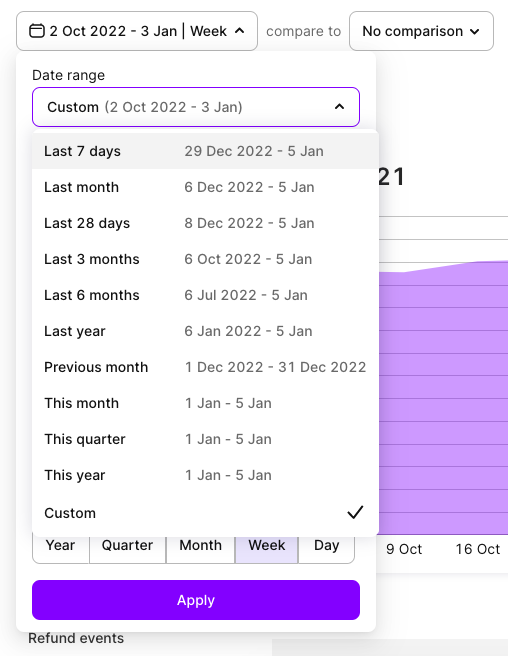 2 Oct 2022 - 3 Jan | Week compare to No comparison
Date range
Custom (2 Oct 2022 - 3 Jan)
Last 7 days 29 Dec 2022 - 5 Jan
Last month 6 Dec 2022 - 5 Jan
21
Last 28 days 8 Dec 2022 - 5 Jan
Last 3 months 6 Oct 2022 - 5 Jan
Last 6 months 6 Jul 2022 - 5 Jan
Last year 6 Jan 2022 - 5 Jan
Previous month 1 Dec 2022 - 31 Dec 2022
This month 1 Jan - 5 Jan
This quarter 1 Jan - 5 Jan
This year 1 Jan - 5 Jan
Custom
Year Quarter Month Week Day
9 Oct 16 Oct
Apply
Refund events